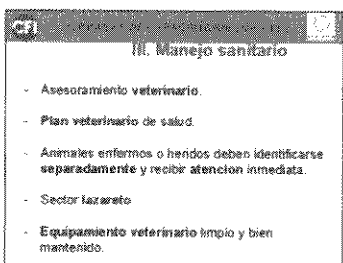 III. Manejo sanitario
- Asesoramiento veterinario.
- Plan veterinario de salud.
- Animales enfermos o heridos deben identificarse
separadamente y recibir atencion inmediata.
- Sector lazareto
- Equipamiento veterinario limpio y bien
mantenido.